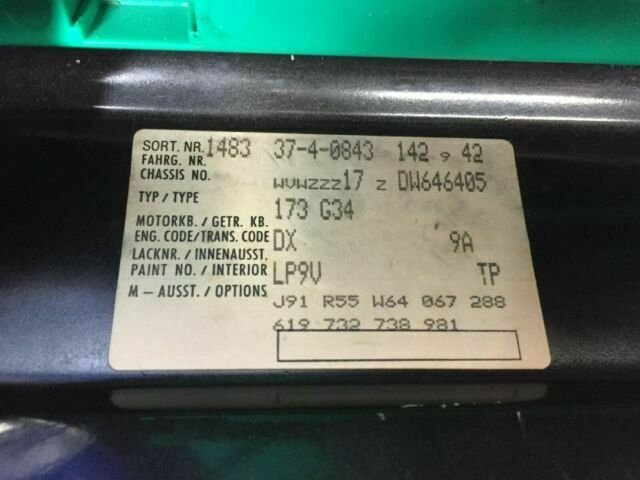 SORT. NR. 1483 37-4-0843 142 9 42
FAHRG. NR.
CHASSIS NO. WVWZZZ17 Z DW646405
TYP / TYPE 173 G34
MOTORKB. / GETR. KB.
ENG. CODE/TRANS. CODE DX 9A
LACKNR. / INNENAUSST.
PAINT NO. / INTERIOR LP9V TP
M – AUSST. / OPTIONS J91 R55 W64 067 288
619 732 738 981